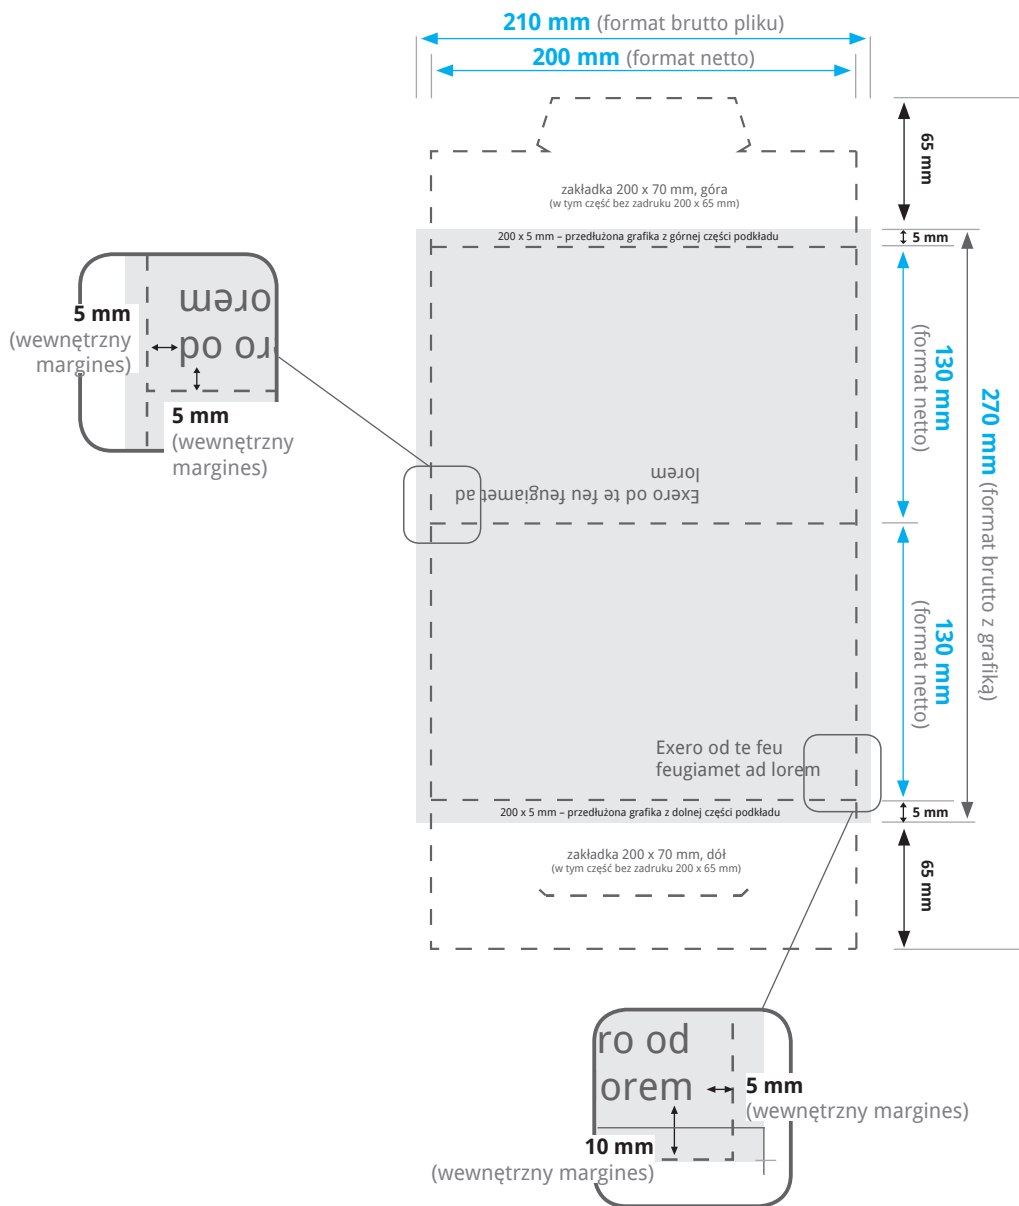 210 mm (format brutto pliku)
200 mm (format netto)
65 mm
zakładka 200 x 70 mm, góra
(w tym część bez zadruku 200 x 65 mm)
200 x 5 mm – przedłużona grafika z górnej części podkładu
5 mm
lorem
ro od
5 mm
(wewnętrzny
margines)
5 mm
(wewnętrzny
margines)
130 mm
(format netto)
270 mm (format brutto z grafiką)
Exero od te feu feugiamet ad
lorem
130 mm
(format netto)
Exero od te feu
feugiamet ad lorem
200 x 5 mm – przedłużona grafika z dolnej części podkładu
5 mm
zakładka 200 x 70 mm, dół
(w tym część bez zadruku 200 x 65 mm)
65 mm
ro od
orem
5 mm
(wewnętrzny margines)
10 mm
(wewnętrzny margines)